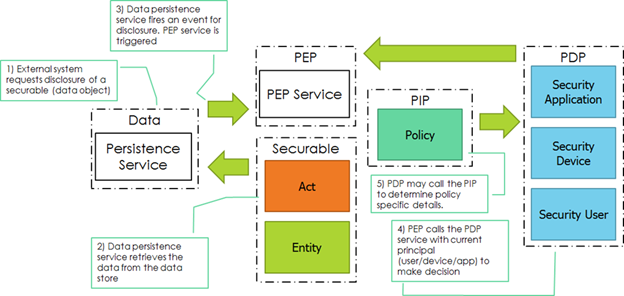 3) Data persistence
service fires an event for
disclosure. PEP service is
triggered
1) External system
requests disclosure of a
securable (data object)
PEP
PEP Service
PDP
Security
Application
Security
Device
Security User
PIP
Policy
Data
Persistence
Service
Securable
Act
Entity
5) PDP may call the PIP
to determine policy
specific details.
2) Data persistence
service retrieves the
data from the data
store
4) PEP calls the PDP
service with current
principal
(user/device/app) to
make decision